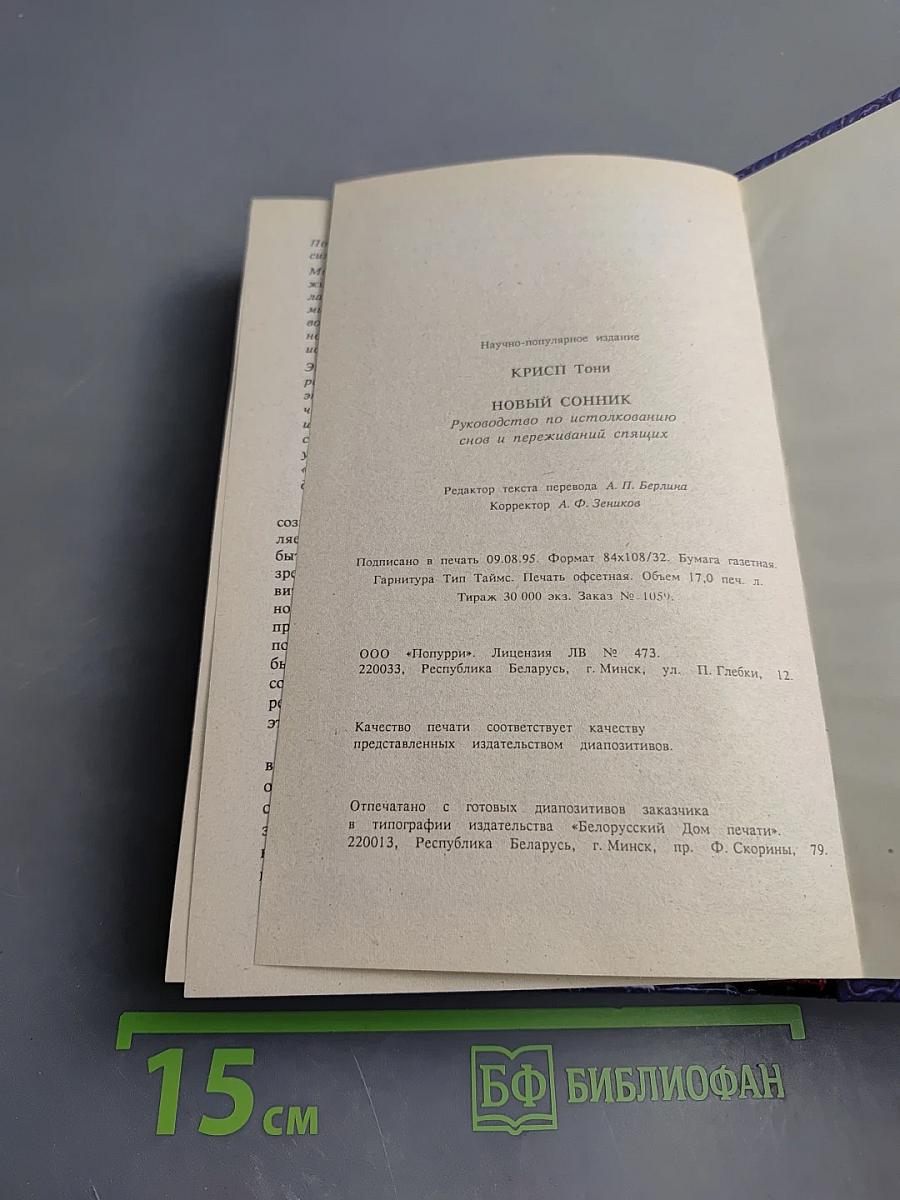 Научно-популярное издание
КРИСП Тони
НОВЫЙ СОННИК
Руководство по истолкованию
снов и переживаний спящих
Редактор текста перевода А. П. Берлина
Корректор А. Ф. Зеников
Подписано в печать 09.08.95. Формат 84х108/32. Бумага газетная.
Гарнитура Тип Таймс. Печать офсетная. Объем 17,0 печ. л.
Тираж 30 000 экз. Заказ № 1059.
ООО «Попурри». Лицензия ЛВ № 473.
220033, Республика Беларусь, г. Минск, ул. П. Глебки, 12.
Качество печати соответствует качеству
представленных издательством диапозитивов.
Отпечатано с готовых диапозитивов заказчика
в типографии издательства «Белорусский Дом печати».
220013, Республика Беларусь, г. Минск, пр. Ф. Скорины, 79.
15 см
БФ БИБЛИОФАН